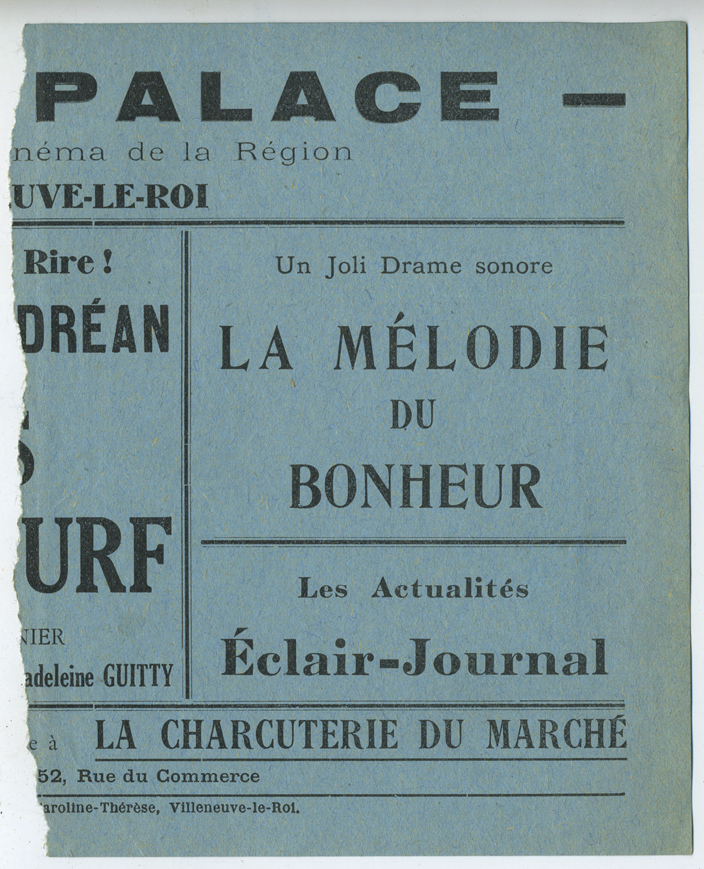 PALACE —
néma de la Région
UVE-LE-ROI
Rire !
DRÉAN
URF
NIER
adeleine GUITTY
Un Joli Drame sonore
LA MÉLODIE
DU
BONHEUR
Les Actualités
Éclair-Journal
e à LA CHARCUTERIE DU MARCHÉ
52, Rue du Commerce
aroline-Thérèse, Villeneuve-le-Roi.